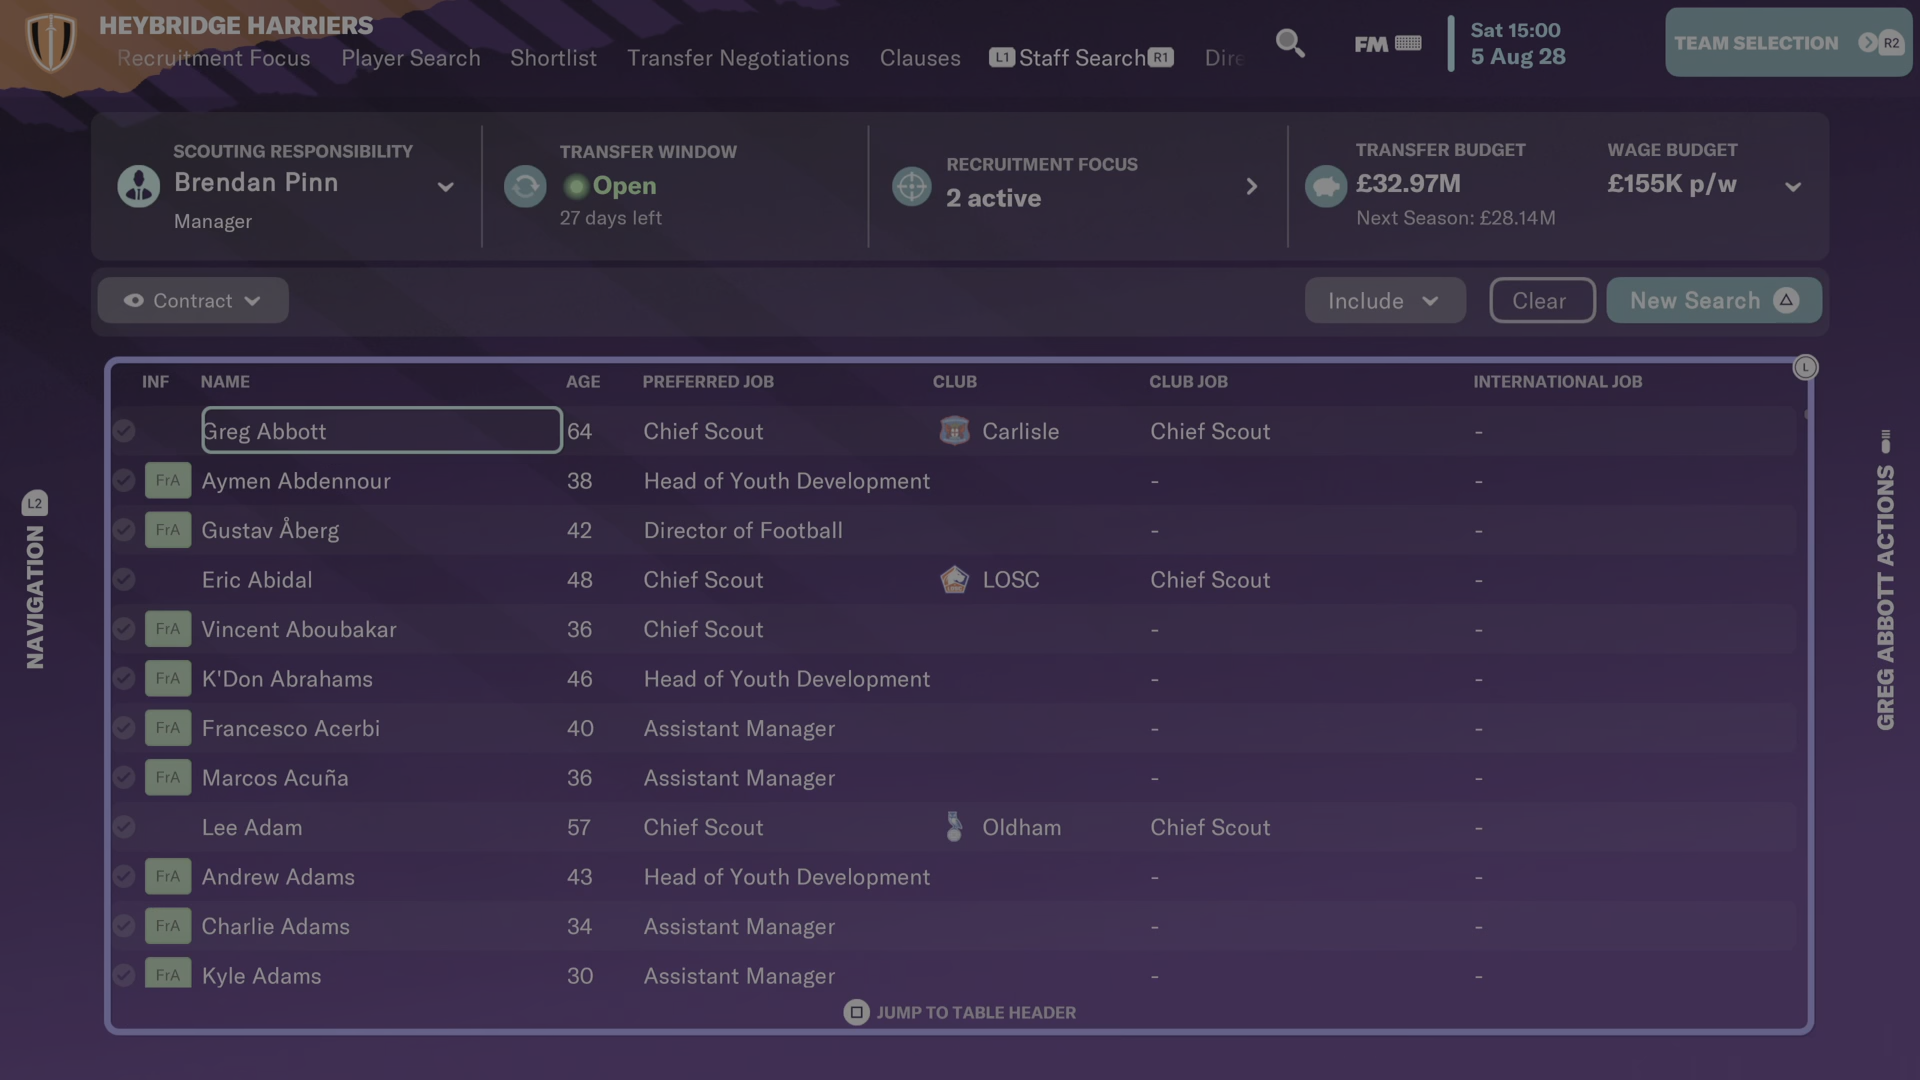 HEYBRIDGE HARRIERS
Recruitment Focus Player Search Shortlist Transfer Negotiations Clauses L1 Staff Search R1 Dire
FM
Sat 15:00
5 Aug 28
TEAM SELECTION R2
SCOUTING RESPONSIBILITY
Brendan Pinn
Manager
TRANSFER WINDOW
Open
27 days left
RECRUITMENT FOCUS
2 active
TRANSFER BUDGET
£32.97M
Next Season: £28.14M
WAGE BUDGET
£155K p/w
Contract
Include
Clear
New Search
L
INF NAME AGE PREFERRED JOB CLUB CLUB JOB INTERNATIONAL JOB
Greg Abbott 64 Chief Scout Carlisle Chief Scout -
FrA Aymen Abdennour 38 Head of Youth Development - -
FrA Gustav Åberg 42 Director of Football - -
Eric Abidal 48 Chief Scout LOSC Chief Scout -
FrA Vincent Aboubakar 36 Chief Scout - -
FrA K'Don Abrahams 46 Head of Youth Development - -
FrA Francesco Acerbi 40 Assistant Manager - -
FrA Marcos Acuña 36 Assistant Manager - -
Lee Adam 57 Chief Scout Oldham Chief Scout -
FrA Andrew Adams 43 Head of Youth Development - -
FrA Charlie Adams 34 Assistant Manager - -
FrA Kyle Adams 30 Assistant Manager - -
JUMP TO TABLE HEADER
NAVIGATION L2
GREG ABBOTT ACTIONS